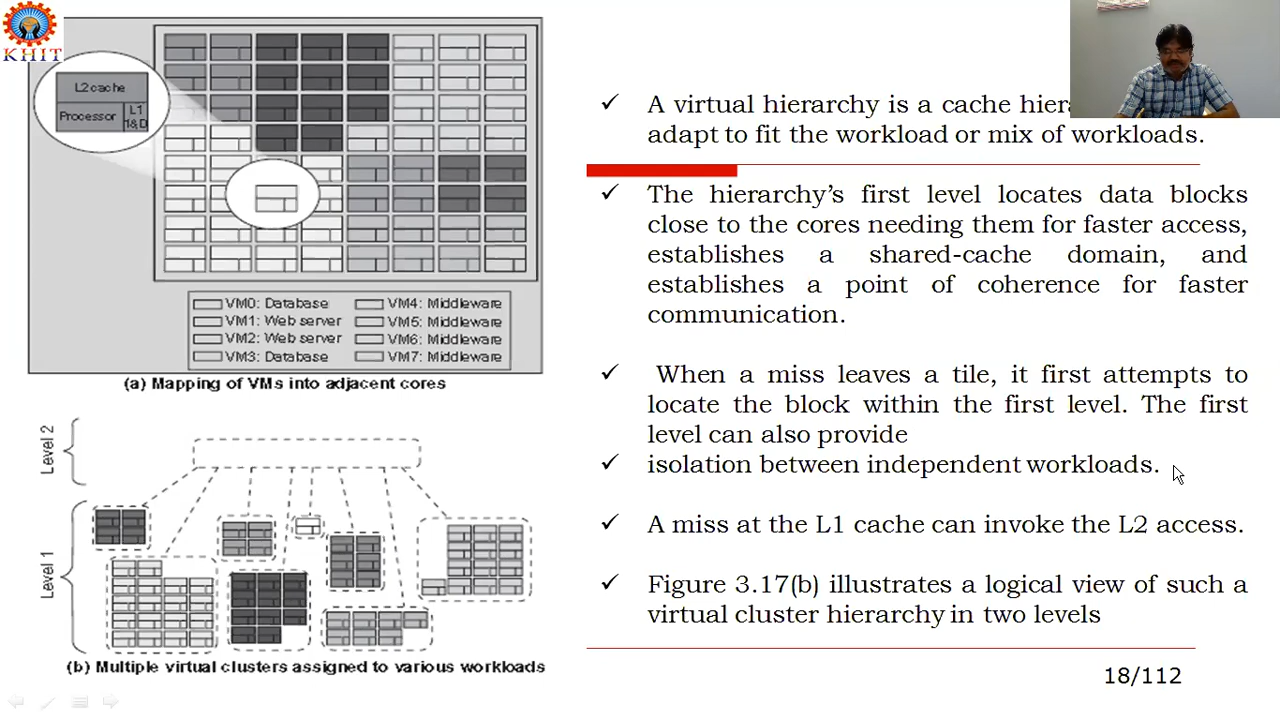 KHIT
L2 cache
Processor
L1
I&D
VM0: Database
VM4: Middleware
VM1: Web server
VM5: Middleware
VM2: Web server
VM6: Middleware
VM3: Database
VM7: Middleware
(a) Mapping of VMs into adjacent cores
Level 2
Level 1
(b) Multiple virtual clusters assigned to various workloads
✓ A virtual hierarchy is a cache
adapt to fit the workload or mix of workloads.
✓ The hierarchy's first level locates data blocks
close to the cores needing them for faster access,
establishes a shared-cache domain, and
establishes a point of coherence for faster
communication.
✓ When a miss leaves a tile, it first attempts to
locate the block within the first level. The first
level can also provide
✓ isolation between independent workloads.
✓ A miss at the L1 cache can invoke the L2 access.
✓ Figure 3.17(b) illustrates a logical view of such a
virtual cluster hierarchy in two levels
18/112